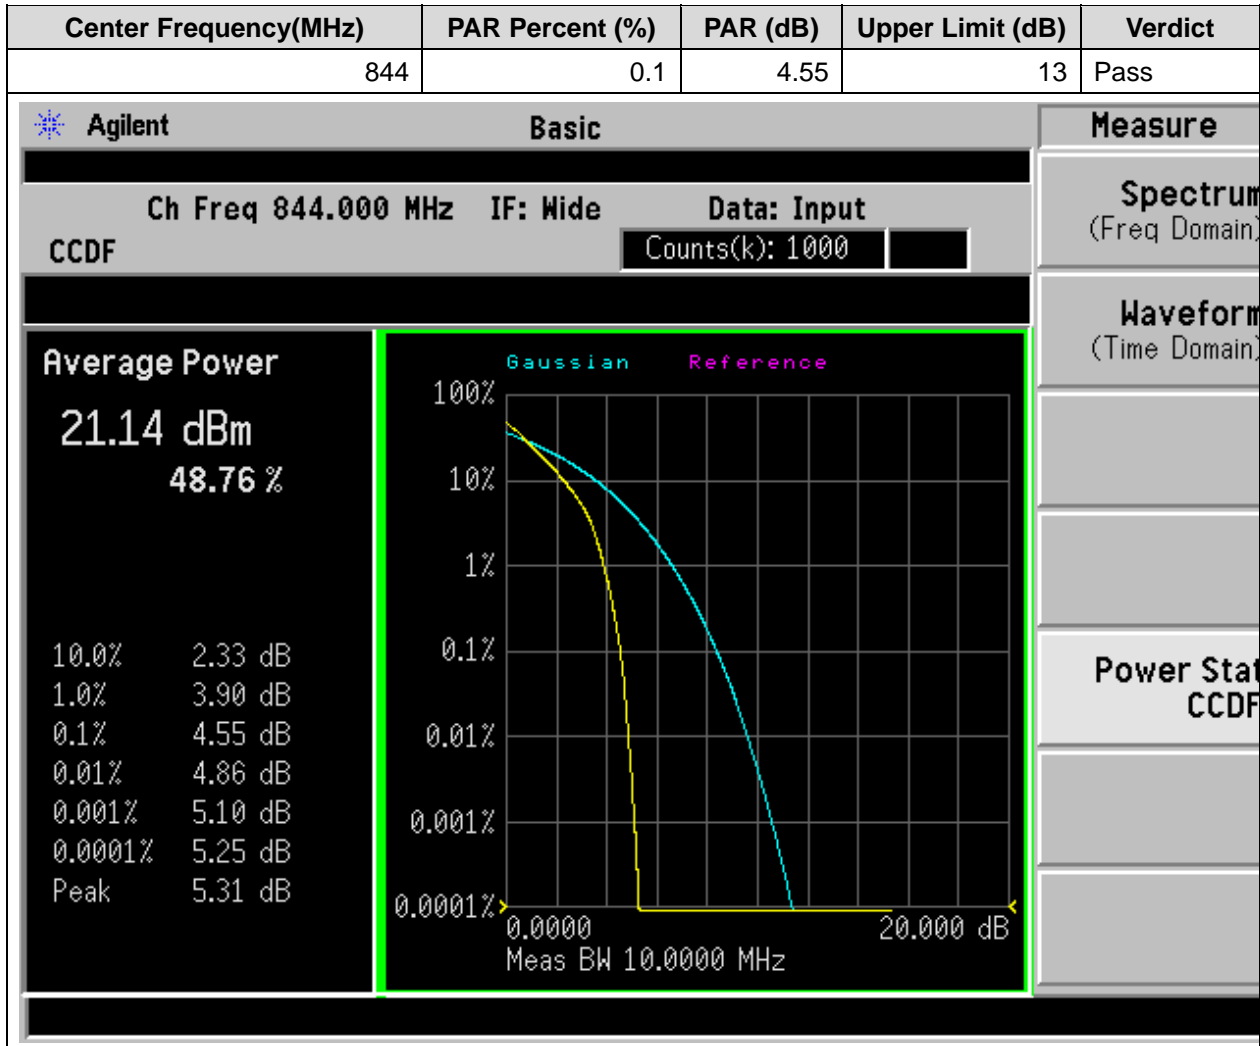 Center Frequency(MHz) PAR Percent (%) PAR (dB) Upper Limit (dB) Verdict
844 0.1 4.55 13 Pass
Agilent Basic Measure
Ch Freq 844.000 MHz IF: Wide Data: Input
CCDF Counts(k): 1000
Spectrum
(Freq Domain)
Waveform
(Time Domain)
Power Stat
CCDF
Average Power
21.14 dBm
48.76 %
10.0% 2.33 dB
1.0% 3.90 dB
0.1% 4.55 dB
0.01% 4.86 dB
0.001% 5.10 dB
0.0001% 5.25 dB
Peak 5.31 dB
Gaussian Reference
100%
10%
1%
0.1%
0.01%
0.001%
0.0001%
0.0000 20.000 dB
Meas BW 10.0000 MHz